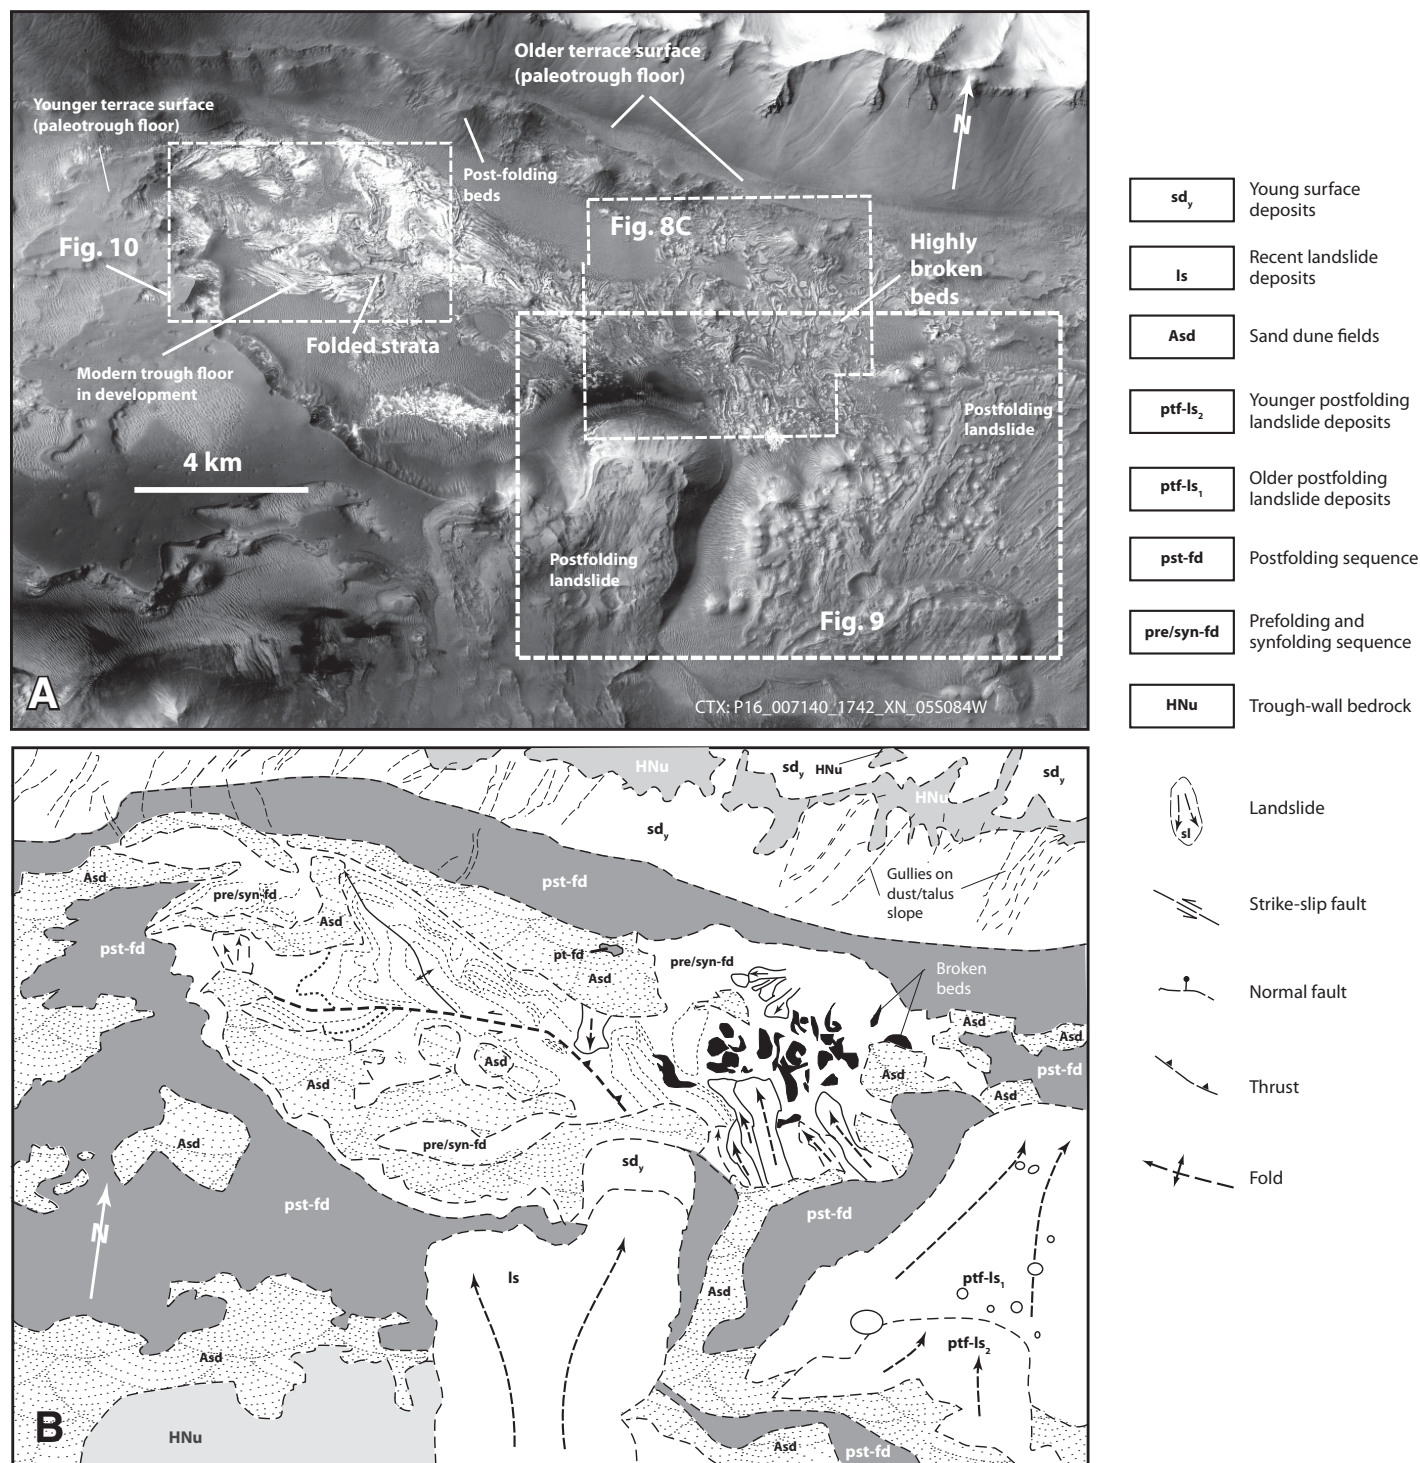 Older terrace surface
(paleotrough floor)
Younger terrace surface
(paleotrough floor)
N
Post-folding
beds
Fig. 8C
Fig. 10
Highly
broken
beds
Folded strata
Modern trough floor
in development
Postfolding
landslide
4 km
Postfolding
landslide
Fig. 9
A
CTX: P16_007140_1742_XN_05S084W
sdy
Young surface
deposits
ls
Recent landslide
deposits
Asd
Sand dune fields
ptf-ls2
Younger postfolding
landslide deposits
ptf-ls1
Older postfolding
landslide deposits
pst-fd
Postfolding sequence
pre/syn-fd
Prefolding and
synfolding sequence
HNu
Trough-wall bedrock
sl
Landslide
Strike-slip fault
Normal fault
Thrust
Fold
HNu
sdy
HNu
sdy
HNu
sdy
Asd
pst-fd
Gullies on
dust/talus
slope
pre/syn-fd
Asd
pst-fd
pt-fd
Asd
pre/syn-fd
Broken
beds
Asd
Asd
Asd
Asd
Asd
pst-fd
Asd
Asd
pre/syn-fd
sdy
pst-fd
pst-fd
N
ls
Asd
ptf-ls1
ptf-ls2
Asd
B
HNu
Asd
pst-fd